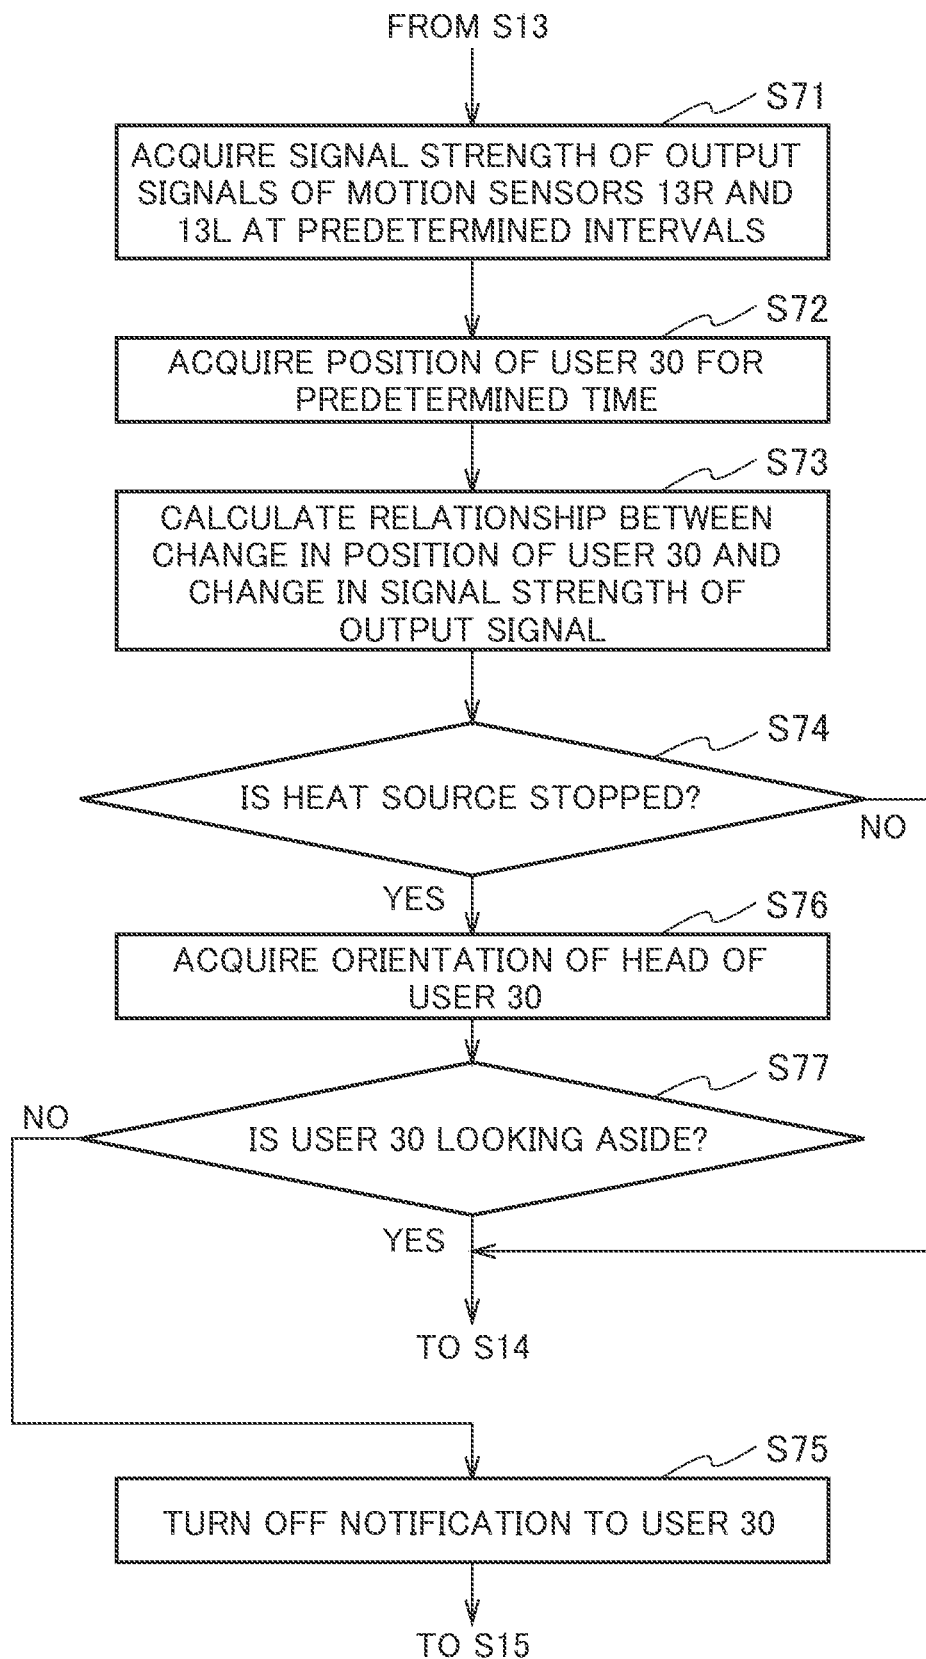 FROM S13
S71
ACQUIRE SIGNAL STRENGTH OF OUTPUT
SIGNALS OF MOTION SENSORS 13R AND
13L AT PREDETERMINED INTERVALS
S72
ACQUIRE POSITION OF USER 30 FOR
PREDETERMINED TIME
S73
CALCULATE RELATIONSHIP BETWEEN
CHANGE IN POSITION OF USER 30 AND
CHANGE IN SIGNAL STRENGTH OF
OUTPUT SIGNAL
S74
IS HEAT SOURCE STOPPED?
NO
YES
S76
ACQUIRE ORIENTATION OF HEAD OF
USER 30
S77
NO
IS USER 30 LOOKING ASIDE?
YES
TO S14
S75
TURN OFF NOTIFICATION TO USER 30
TO S15